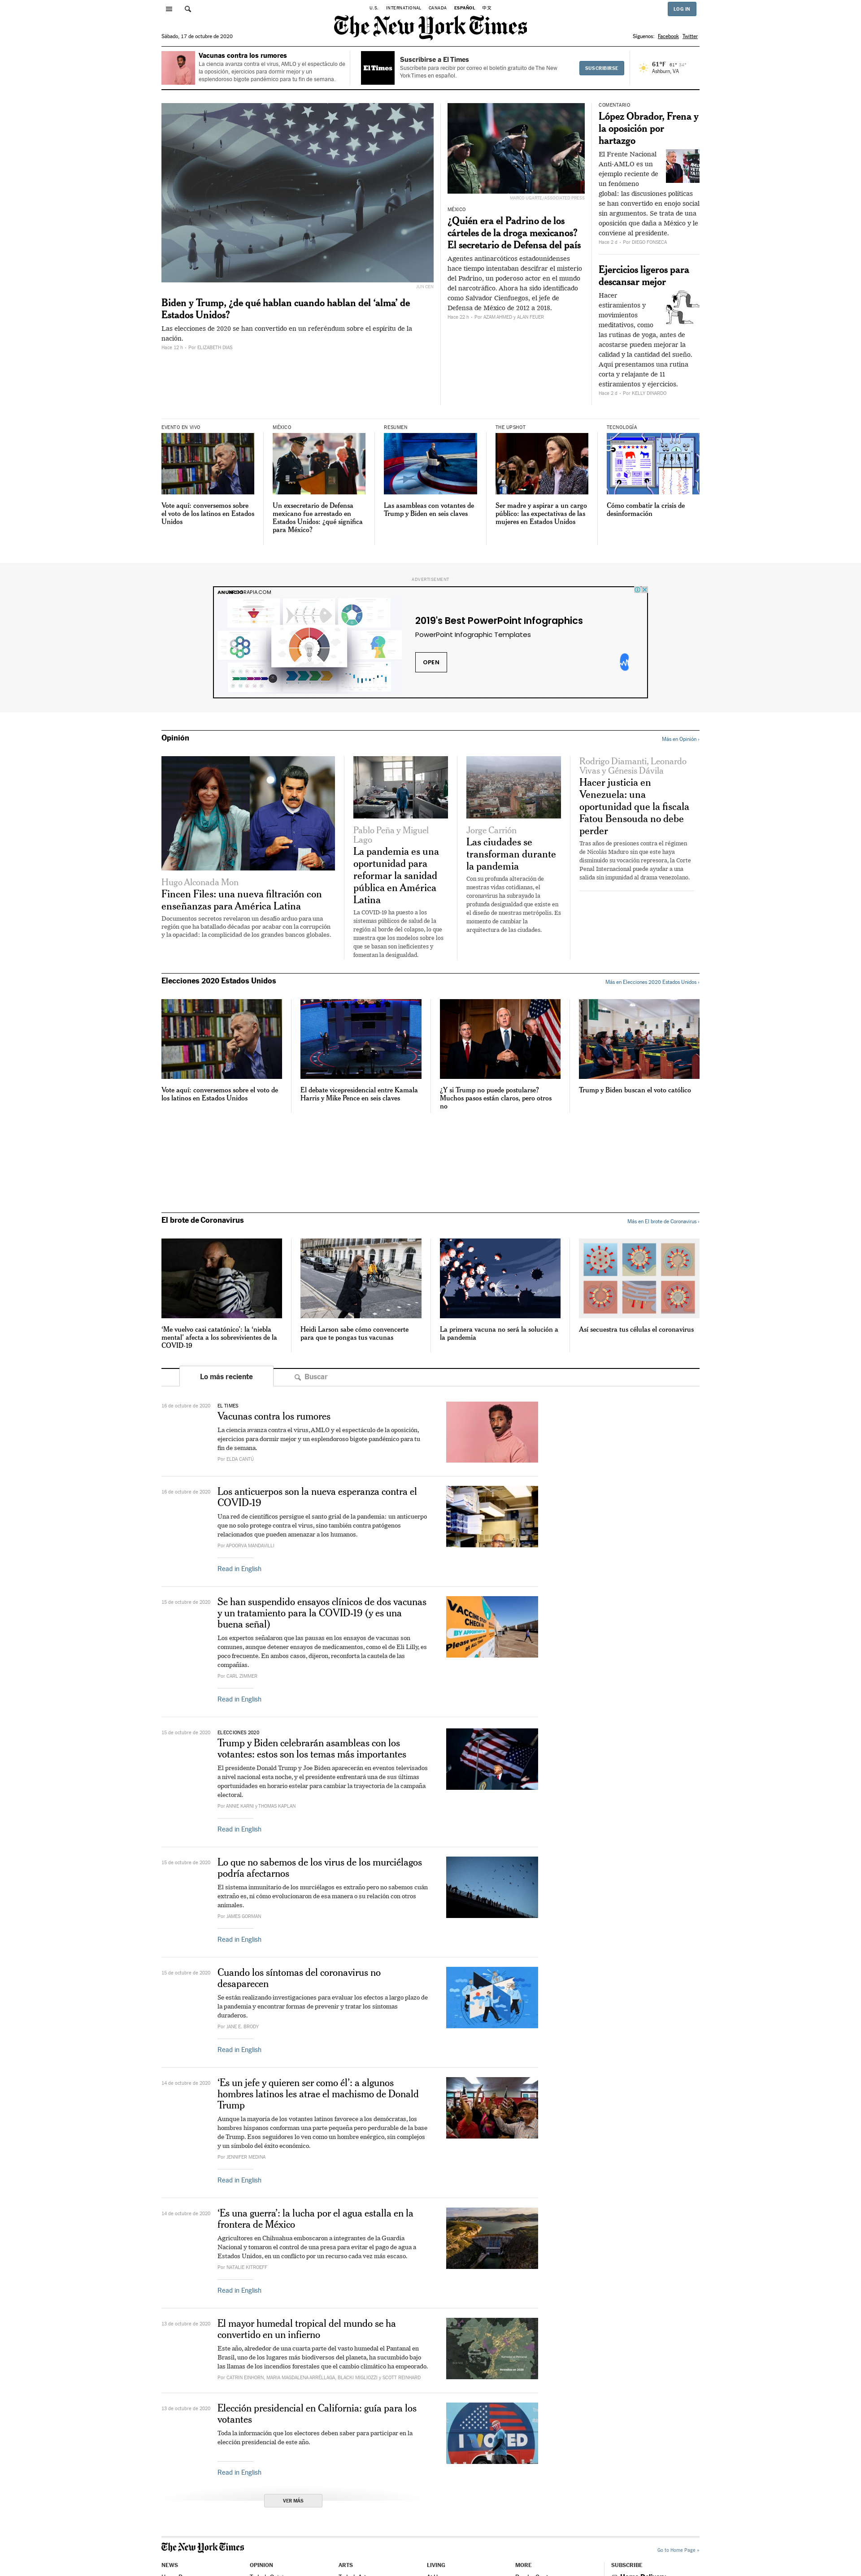 U.S. INTERNATIONAL CANADA ESPAÑOL 中文
LOG IN
The New York Times
Sábado, 17 de octubre de 2020
Síguenos: Facebook Twitter
Vacunas contra los rumores
La ciencia avanza contra el virus, AMLO y el espectáculo de
la oposición, ejercicios para dormir mejor y un
esplendoroso bigote pandémico para tu fin de semana.
El Times
Suscribirse a El Times
Suscríbete para recibir por correo el boletín gratuito de The New
York Times en español.
SUSCRIBIRSE
61°F
Ashburn, VA
JUN CEN
Biden y Trump, ¿de qué hablan cuando hablan del ‘alma’ de
Estados Unidos?
Las elecciones de 2020 se han convertido en un referéndum sobre el espíritu de la
nación.
Hace 12 h - Por ELIZABETH DIAS
MARCO UGARTE/ASSOCIATED PRESS
MÉXICO
¿Quién era el Padrino de los
cárteles de la droga mexicanos?
El secretario de Defensa del país
Agentes antinarcóticos estadounidenses
hace tiempo intentaban descifrar el misterio
del Padrino, un poderoso actor en el mundo
del narcotráfico. Ahora ha sido identificado
como Salvador Cienfuegos, el jefe de
Defensa de México de 2012 a 2018.
Hace 22 h - Por AZAM AHMED y ALAN FEUER
COMENTARIO
López Obrador, Frena y
la oposición por
hartazgo
El Frente Nacional
Anti-AMLO es un
ejemplo reciente de
un fenómeno
global: las discusiones políticas
se han convertido en enojo social
sin argumentos. Se trata de una
oposición que daña a México y le
conviene al presidente.
Hace 2 d - Por DIEGO FONSECA
Ejercicios ligeros para
descansar mejor
Hacer
estiramientos y
movimientos
meditativos, como
las rutinas de yoga, antes de
acostarse pueden mejorar la
calidad y la cantidad del sueño.
Aquí presentamos una rutina
corta y relajante de 11
estiramientos y ejercicios.
Hace 2 d - Por KELLY DINARDO
EVENTO EN VIVO
Vote aquí: conversemos sobre
el voto de los latinos en Estados
Unidos
MÉXICO
Un exsecretario de Defensa
mexicano fue arrestado en
Estados Unidos: ¿qué significa
para México?
RESUMEN
Las asambleas con votantes de
Trump y Biden en seis claves
THE UPSHOT
Ser madre y aspirar a un cargo
público: las expectativas de las
mujeres en Estados Unidos
TECNOLOGÍA
Cómo combatir la crisis de
desinformación
ADVERTISEMENT
2019's Best PowerPoint Infographics
PowerPoint Infographic Templates
OPEN
Opinión
Más en Opinión ›
Hugo Alconada Mon
Fincen Files: una nueva filtración con
enseñanzas para América Latina
Documentos secretos revelaron un desafío arduo para una
región que ha batallado décadas por acabar con la corrupción
y la opacidad: la complicidad de los grandes bancos globales.
Pablo Peña y Miguel
Lago
La pandemia es una
oportunidad para
reformar la sanidad
pública en América
Latina
La COVID-19 ha puesto a los
sistemas públicos de salud de la
región al borde del colapso, lo que
muestra que los modelos sobre los
que se basan son ineficientes y
fomentan la desigualdad.
Jorge Carrión
Las ciudades se
transforman durante
la pandemia
Con su profunda alteración de
nuestras vidas cotidianas, el
coronavirus ha subrayado la
profunda desigualdad que existe en
el diseño de nuestras metrópolis. Es
momento de cambiar la
arquitectura de las ciudades.
Rodrigo Diamanti, Leonardo
Vivas y Génesis Dávila
Hacer justicia en
Venezuela: una
oportunidad que la fiscala
Fatou Bensouda no debe
perder
Tras años de presiones contra el régimen
de Nicolás Maduro sin que este haya
disminuido su vocación represora, la Corte
Penal Internacional puede ayudar a una
salida sin impunidad al drama venezolano.
Elecciones 2020 Estados Unidos
Más en Elecciones 2020 Estados Unidos ›
Vote aquí: conversemos sobre el voto de
los latinos en Estados Unidos
El debate vicepresidencial entre Kamala
Harris y Mike Pence en seis claves
¿Y si Trump no puede postularse?
Muchos pasos están claros, pero otros
no
Trump y Biden buscan el voto católico
El brote de Coronavirus
Más en El brote de Coronavirus ›
‘Me vuelvo casi catatónico’: la ‘niebla
mental’ afecta a los sobrevivientes de la
COVID-19
Heidi Larson sabe cómo convencerte
para que te pongas tus vacunas
La primera vacuna no será la solución a
la pandemia
Así secuestra tus células el coronavirus
Lo más reciente
Buscar
16 de octubre de 2020
EL TIMES
Vacunas contra los rumores
La ciencia avanza contra el virus, AMLO y el espectáculo de la oposición,
ejercicios para dormir mejor y un esplendoroso bigote pandémico para tu
fin de semana.
Por ELDA CANTÚ
16 de octubre de 2020
Los anticuerpos son la nueva esperanza contra el
COVID-19
Una red de científicos persigue el santo grial de la pandemia: un anticuerpo
que no solo protege contra el virus, sino también contra patógenos
relacionados que pueden amenazar a los humanos.
Por APOORVA MANDAVILLI
Read in English
15 de octubre de 2020
Se han suspendido ensayos clínicos de dos vacunas
y un tratamiento para la COVID-19 (y es una
buena señal)
Los expertos señalaron que las pausas en los ensayos de vacunas son
comunes, aunque detener ensayos de medicamentos, como el de Eli Lilly, es
poco frecuente. En ambos casos, dijeron, reconforta la cautela de las
compañías.
Por CARL ZIMMER
Read in English
15 de octubre de 2020
ELECCIONES 2020
Trump y Biden celebrarán asambleas con los
votantes: estos son los temas más importantes
El presidente Donald Trump y Joe Biden aparecerán en eventos televisados
a nivel nacional esta noche, y el presidente enfrentará una de sus últimas
oportunidades en horario estelar para cambiar la trayectoria de la campaña
electoral.
Por ANNIE KARNI y THOMAS KAPLAN
Read in English
15 de octubre de 2020
Lo que no sabemos de los virus de los murciélagos
podría afectarnos
El sistema inmunitario de los murciélagos es extraño pero no sabemos cuán
extraño es, ni cómo evolucionaron de esa manera o su relación con otros
animales.
Por JAMES GORMAN
Read in English
15 de octubre de 2020
Cuando los síntomas del coronavirus no
desaparecen
Se están realizando investigaciones para evaluar los efectos a largo plazo de
la pandemia y encontrar formas de prevenir y tratar los síntomas
duraderos.
Por JANE E. BRODY
Read in English
14 de octubre de 2020
‘Es un jefe y quieren ser como él’: a algunos
hombres latinos les atrae el machismo de Donald
Trump
Aunque la mayoría de los votantes latinos favorece a los demócratas, los
hombres hispanos conforman una parte pequeña pero perdurable de la base
de Trump. Esos seguidores lo ven como un hombre enérgico, sin complejos
y un símbolo del éxito económico.
Por JENNIFER MEDINA
Read in English
14 de octubre de 2020
‘Es una guerra’: la lucha por el agua estalla en la
frontera de México
Agricultores en Chihuahua emboscaron a integrantes de la Guardia
Nacional y tomaron el control de una presa para evitar el pago de agua a
Estados Unidos, en un conflicto por un recurso cada vez más escaso.
Por NATALIE KITROEFF
Read in English
13 de octubre de 2020
El mayor humedal tropical del mundo se ha
convertido en un infierno
Este año, alrededor de una cuarta parte del vasto humedal el Pantanal en
Brasil, uno de los lugares más biodiversos del planeta, ha sucumbido bajo
las llamas de los incendios forestales que el cambio climático ha empeorado.
Por CATRIN EINHORN, MARIA MAGDALENA ARRÉLLAGA, BLACKI MIGLIOZZI y SCOTT REINHARD
13 de octubre de 2020
Elección presidencial en California: guía para los
votantes
Toda la información que los electores deben saber para participar en la
elección presidencial de este año.
Read in English
VER MÁS
The New York Times
Go to Home Page »
NEWS OPINION ARTS LIVING MORE SUBSCRIBE